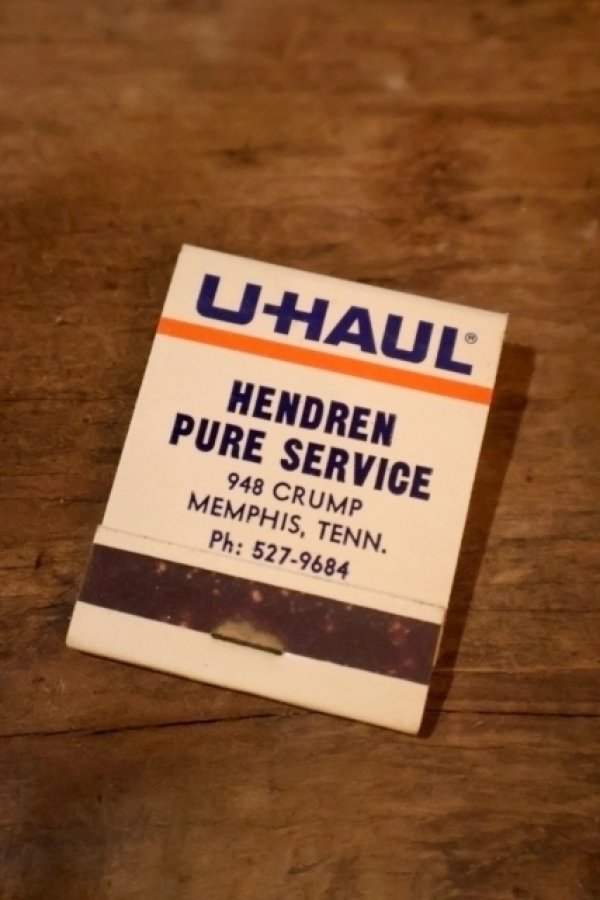 U-HAUL®
HENDREN
PURE SERVICE
948 CRUMP
MEMPHIS, TENN.
Ph: 527-9684